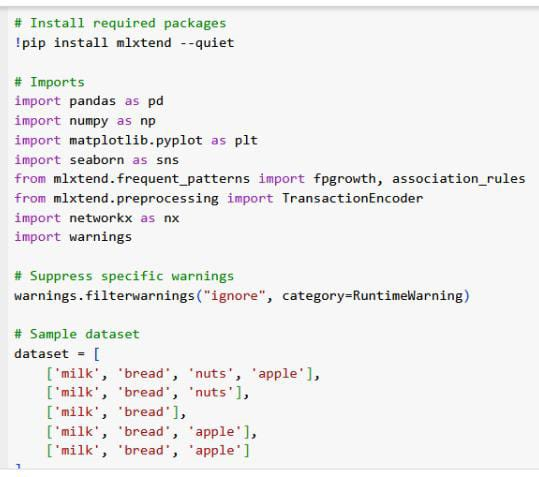 # Install required packages
!pip install mlxtend --quiet
# Imports
import pandas as pd
import numpy as np
import matplotlib.pyplot as plt
import seaborn as sns
from mlxtend.frequent_patterns import fpgrowth, association_rules
from mlxtend.preprocessing import TransactionEncoder
import networkx as nx
import warnings
# Suppress specific warnings
warnings.filterwarnings("ignore", category=RuntimeWarning)
# Sample dataset
dataset = [
['milk', 'bread', 'nuts', 'apple'],
['milk', 'bread', 'nuts'],
['milk', 'bread'],
['milk', 'bread', 'apple'],
['milk', 'bread', 'apple']
]